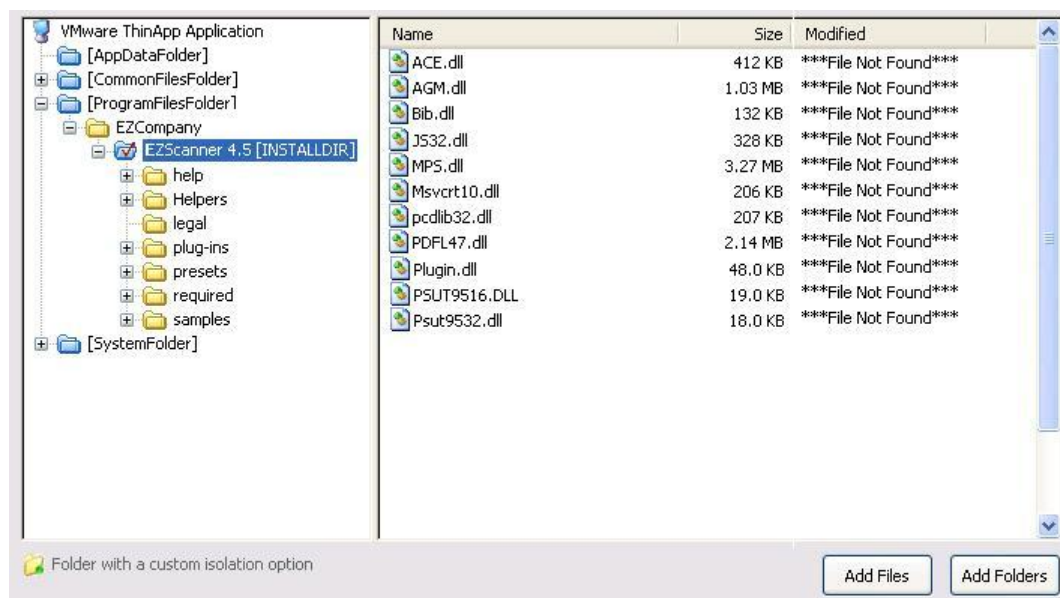 VMware ThinApp Application
[AppDataFolder]
[CommonFilesFolder]
[ProgramFilesFolder]
EZCompany
EZScanner 4.5 [INSTALLDIR]
help
Helpers
legal
plug-ins
presets
required
samples
[SystemFolder]
Name Size Modified
ACE.dll 412 KB ***File Not Found***
AGM.dll 1.03 MB ***File Not Found***
Bib.dll 132 KB ***File Not Found***
JS32.dll 328 KB ***File Not Found***
MPS.dll 3.27 MB ***File Not Found***
Msvcrt10.dll 206 KB ***File Not Found***
pcdlib32.dll 207 KB ***File Not Found***
PDFL47.dll 2.14 MB ***File Not Found***
Plugin.dll 48.0 KB ***File Not Found***
PSUT9516.DLL 19.0 KB ***File Not Found***
Psut9532.dll 18.0 KB ***File Not Found***
Folder with a custom isolation option
Add Files Add Folders